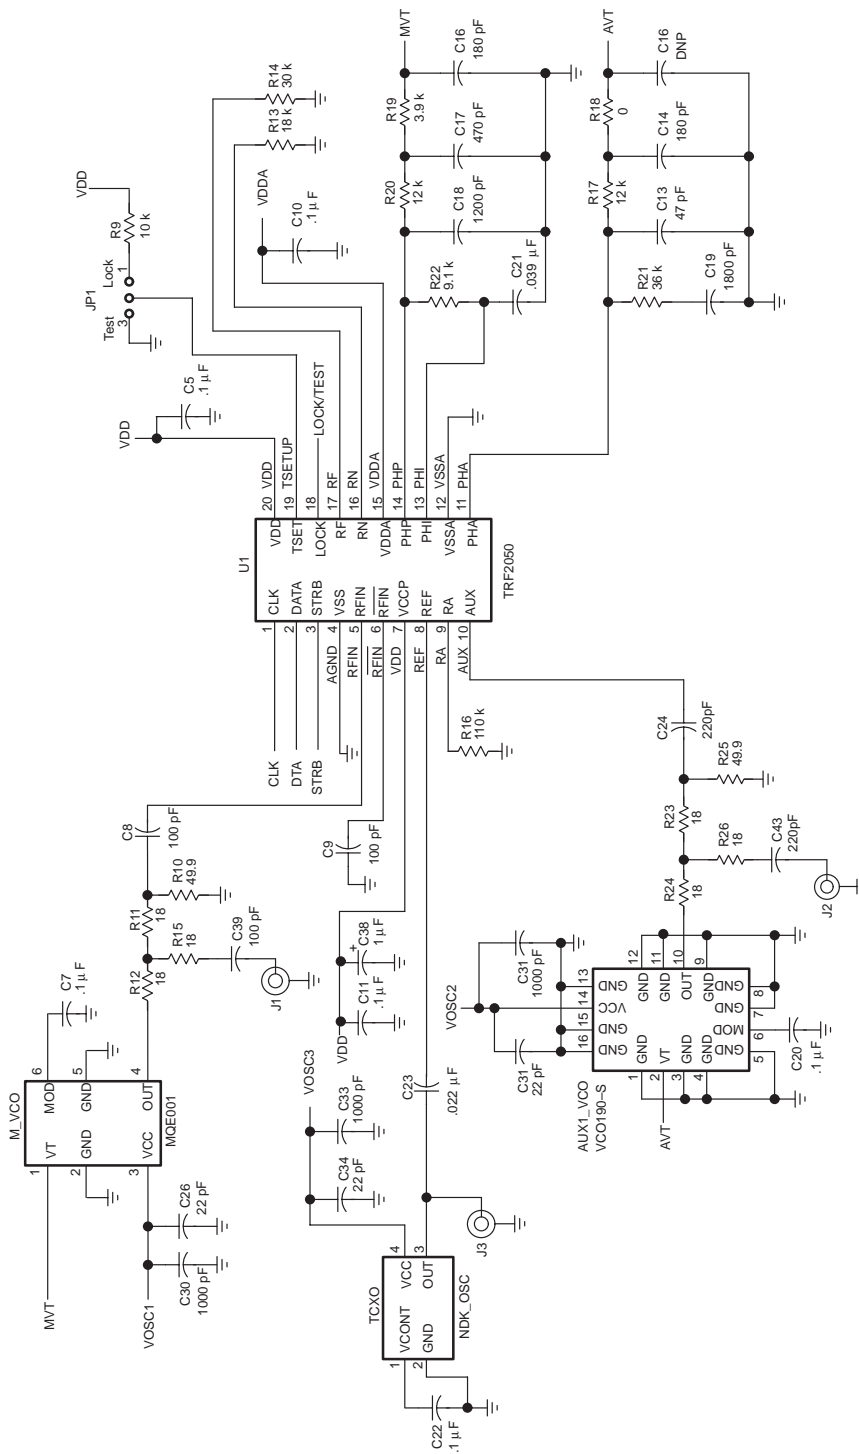 MVT
VOSC1
C30
1000 pF
C26
22 pF
M_VCO
1
VT
2
GND
3
VCC
6
MOD
5
GND
4
OUT
MQE001
C7
.1 µF
R12
18
R11
18
R15
18
R10
49.9
C39
100 pF
J1
C8
100 pF
C9
100 pF
VDD
C11
.1 µF
+
C38
1 µF
VOSC3
C34
22 pF
C33
1000 pF
TCXO
1
VCONT
2
GND
4
VCC
3
OUT
NDK_OSC
C22
.1 µF
J3
C23
.022 µF
CLK
DTA
STRB
AGND
RFIN
RFIN
VDD
REF
RA
AUX
R16
110 k
U1
1
CLK
2
DATA
3
STRB
4
VSS
5
RFIN
6
RFIN
7
VCCP
8
REF
9
RA
10
AUX
VDD
20
VDD
TSET
19
TSETUP
LOCK
18
LOCK/TEST
RF
17
RF
RN
16
RN
VDDA
15
VDDA
PHP
14
PHP
PHI
13
PHI
VSSA
12
VSSA
PHA
11
PHA
TRF2050
VDD
C5
.1 µF
JP1
Test
3
Lock
1
R9
10 k
VDD
VDDA
C10
.1 µF
R13
18 k
R14
30 k
R22
9.1 k
C21
.039 µF
R20
12 k
C18
1200 pF
C17
470 pF
R19
3.9k
C16
180 pF
MVT
R21
36 k
C19
1800 pF
R17
12 k
C13
47 pF
C14
180 pF
R18
0
C16
DNP
AVT
AUX1_VCO
VCO190-S
AVT
VOSC2
C31
22 pF
C31
1000 pF
1
GND
2
VT
3
GND
4
GND
5
GND
6
MOD
7
GND
8
GND
9
GND
10
OUT
11
GND
12
GND
13
GND
14
VCC
15
GND
16
GND
C20
.1 µF
R24
18
R23
18
R26
18
R25
49.9
C43
220pF
C24
220pF
J2